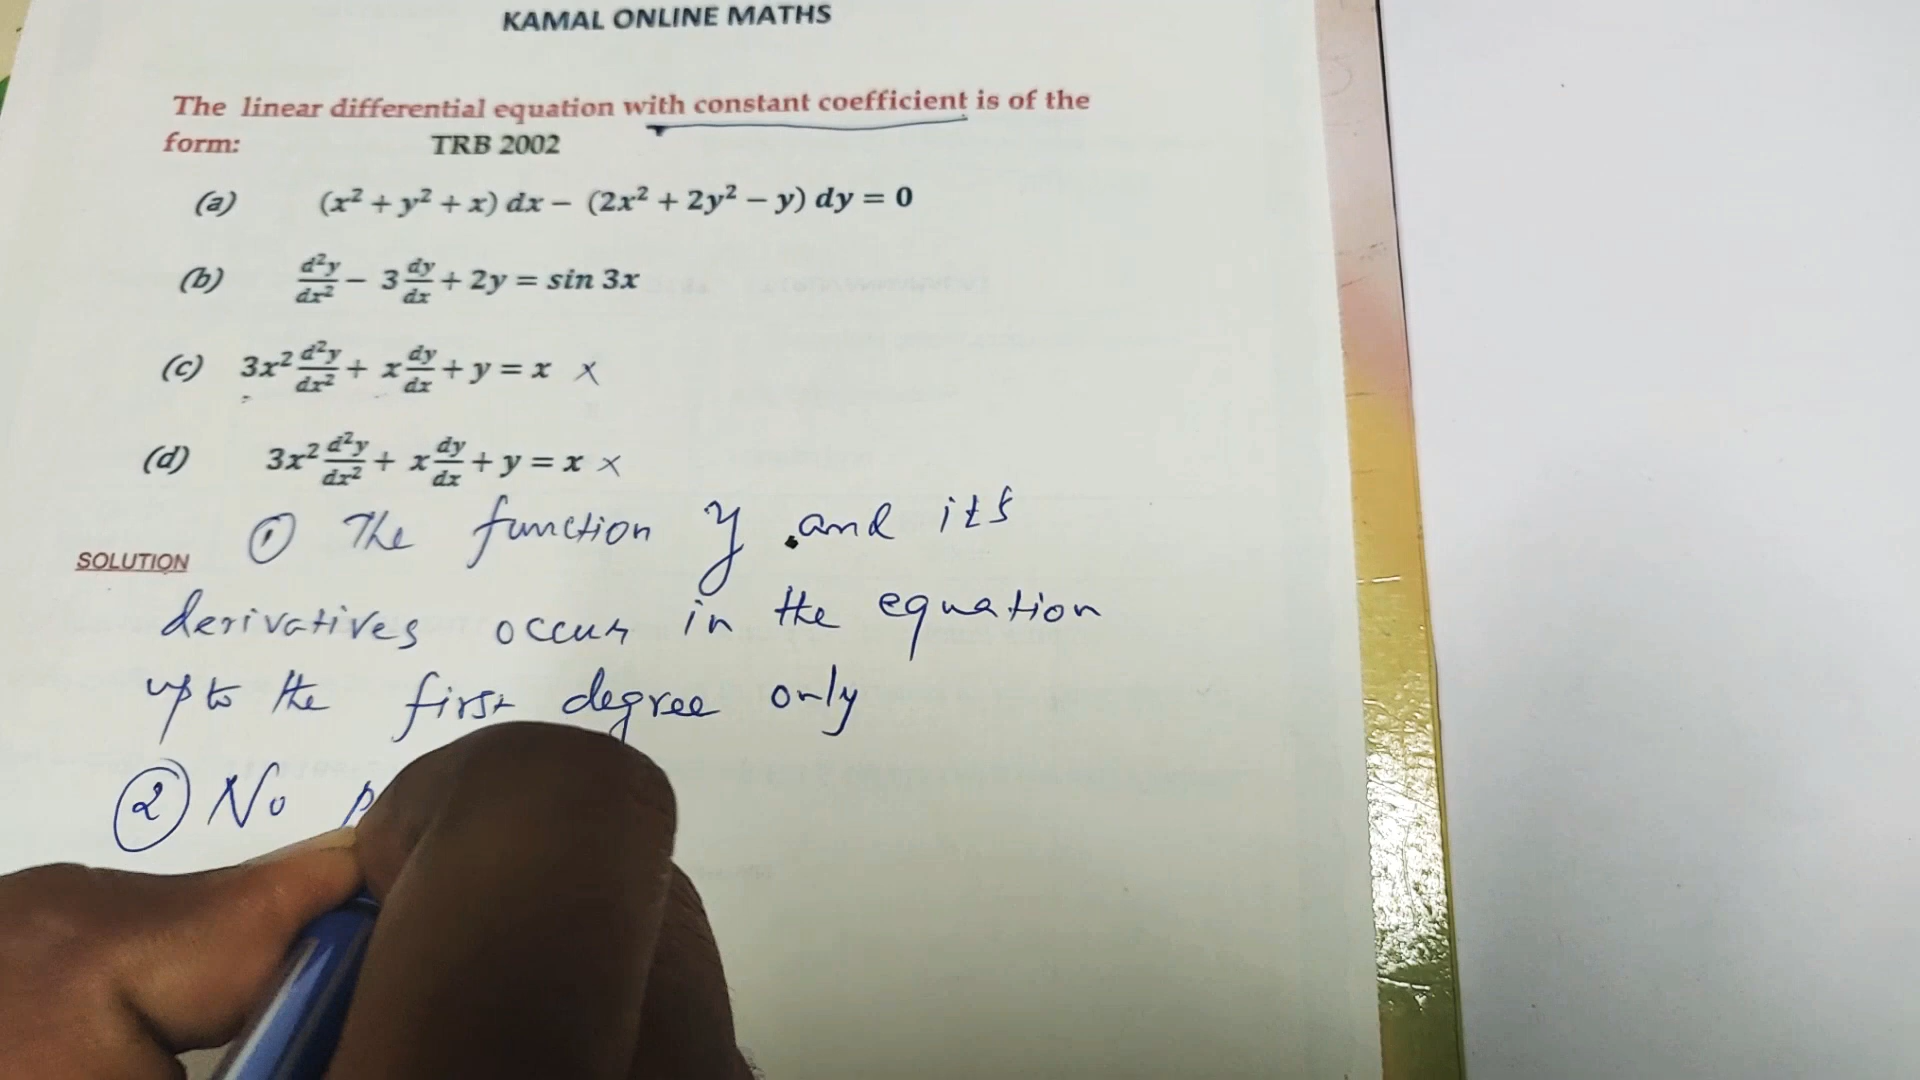 KAMAL ONLINE MATHS
The linear differential equation with constant coefficient is of the
form: TRB 2002
(a) (x² + y² + x) dx − (2x² + 2y² − y) dy = 0
(b) d²y/dx² − 3 dy/dx + 2y = sin 3x
(c) 3x² d²y/dx² + x dy/dx + y = x ×
(d) 3x² d²y/dx² + x dy/dx + y = x ×
① The function y and its
SOLUTION
derivatives occur in the equation
upto the first degree only
② No